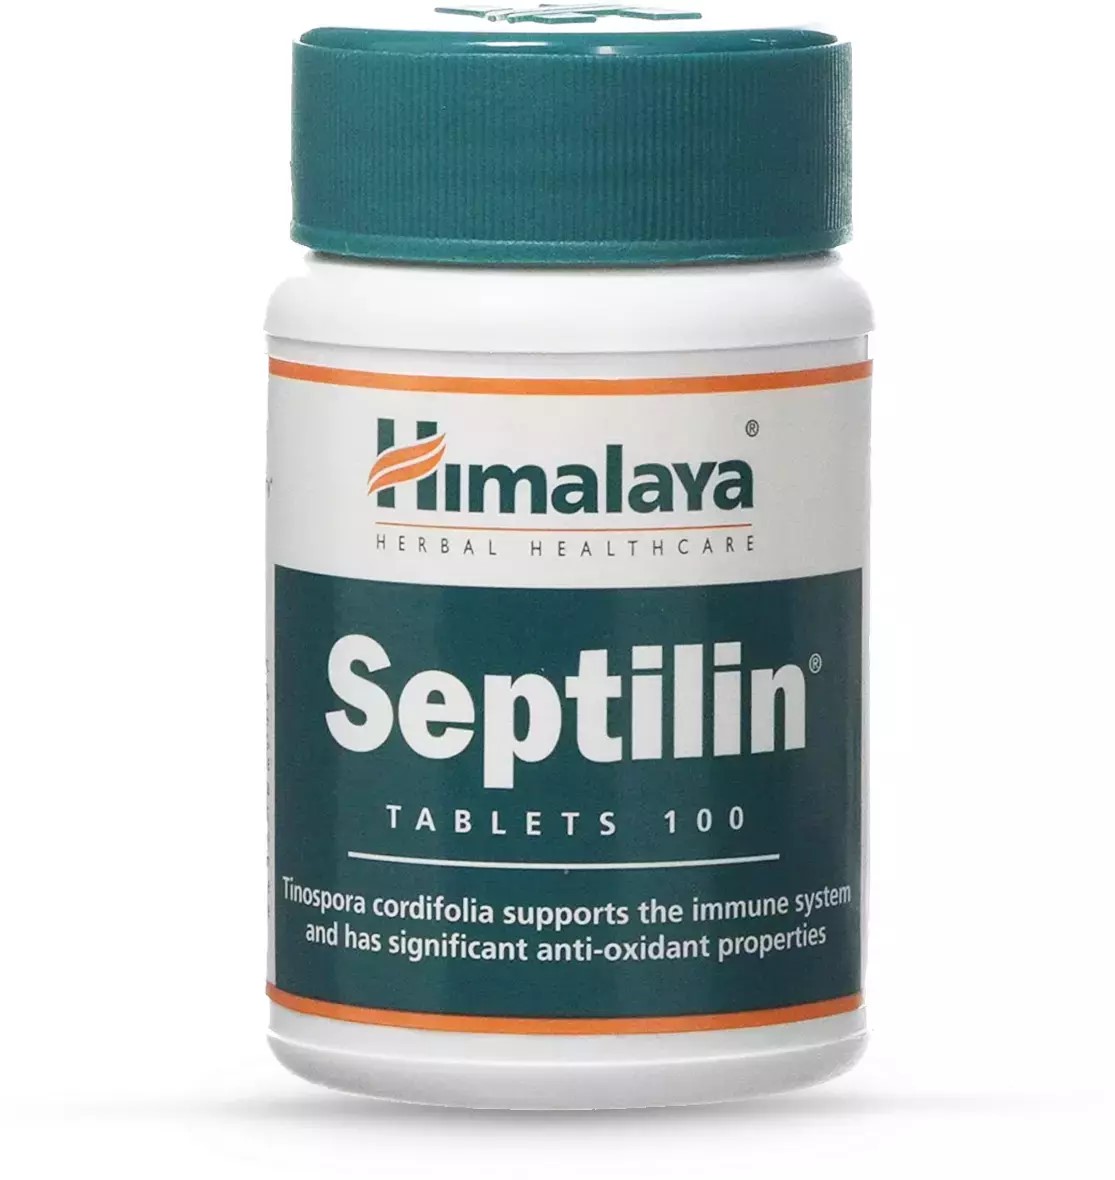 Himalaya®
HERBAL HEALTHCARE
Septilin®
TABLETS 100
Tinospora cordifolia supports the immune system
and has significant anti-oxidant properties